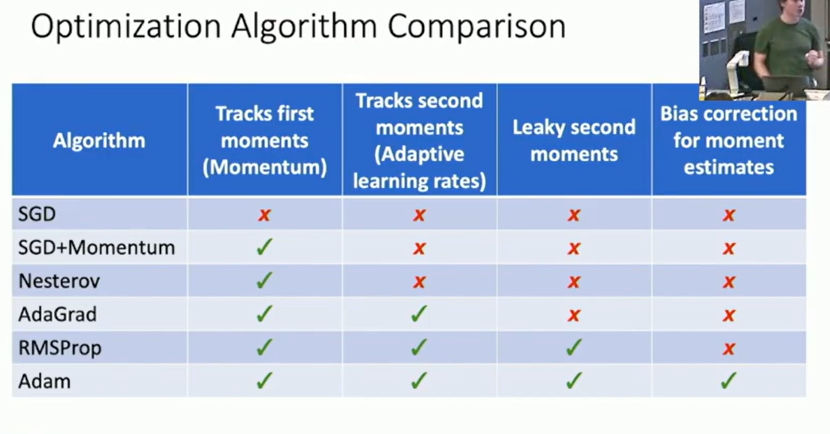 Optimization Algorithm Comparison
Algorithm
Tracks first
moments
(Momentum)
Tracks second
moments
(Adaptive
learning rates)
Leaky second
moments
Bias correction
for moment
estimates
SGD x x x x
SGD+Momentum ✓ x x x
Nesterov ✓ x x x
AdaGrad ✓ ✓ x x
RMSProp ✓ ✓ ✓ x
Adam ✓ ✓ ✓ ✓